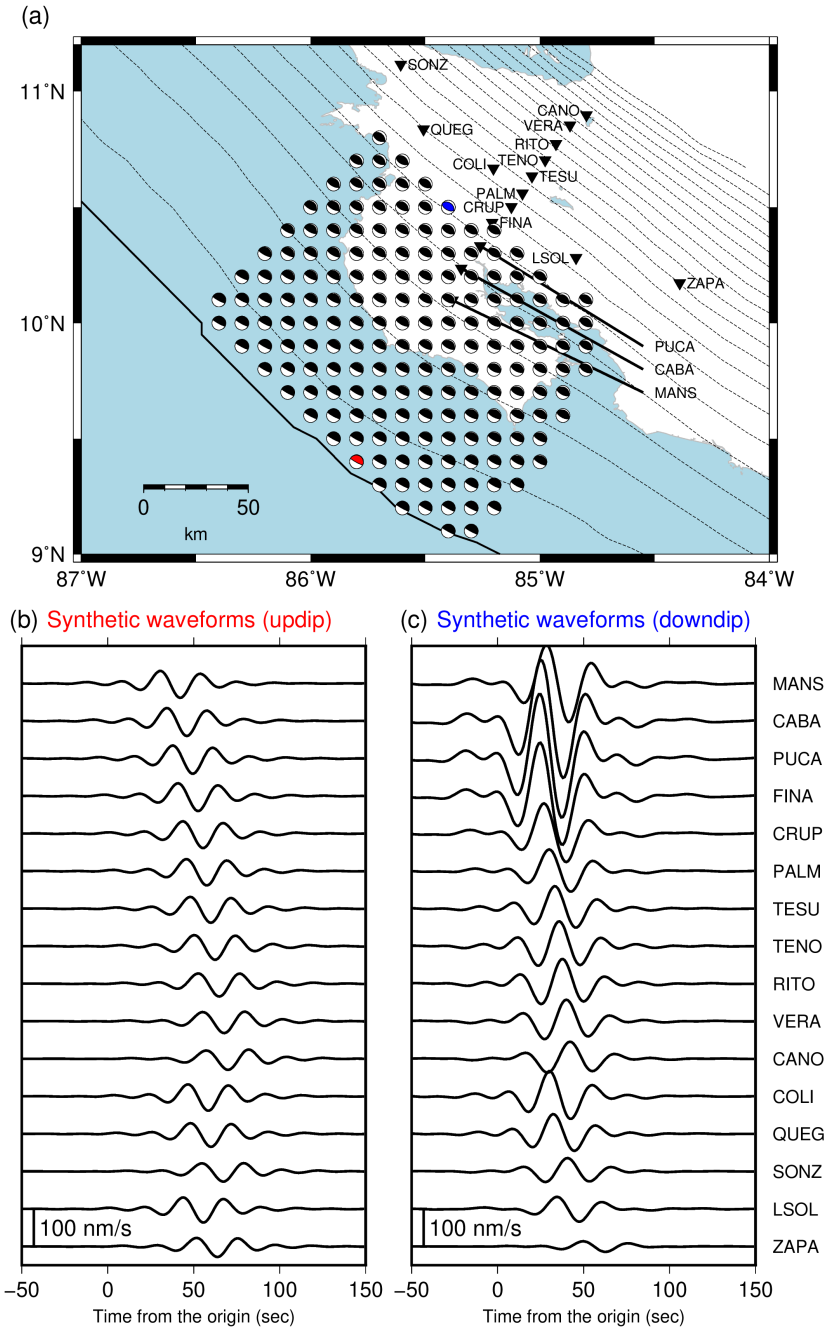 (a)
SONZ
11˚N
CANO
VERA
QUEG
RITO
TENO
COLI
TESU
PALM
CRUP
FINA
LSOL
ZAPA
10˚N
PUCA
CABA
MANS
0 50
km
9˚N
87˚W 86˚W 85˚W 84˚W
(b) Synthetic waveforms (updip)
(c) Synthetic waveforms (downdip)
MANS
CABA
PUCA
FINA
CRUP
PALM
TESU
TENO
RITO
VERA
CANO
COLI
QUEG
SONZ
LSOL
100 nm/s
100 nm/s
ZAPA
−50 0 50 100 150
−50 0 50 100 150
Time from the origin (sec)
Time from the origin (sec)